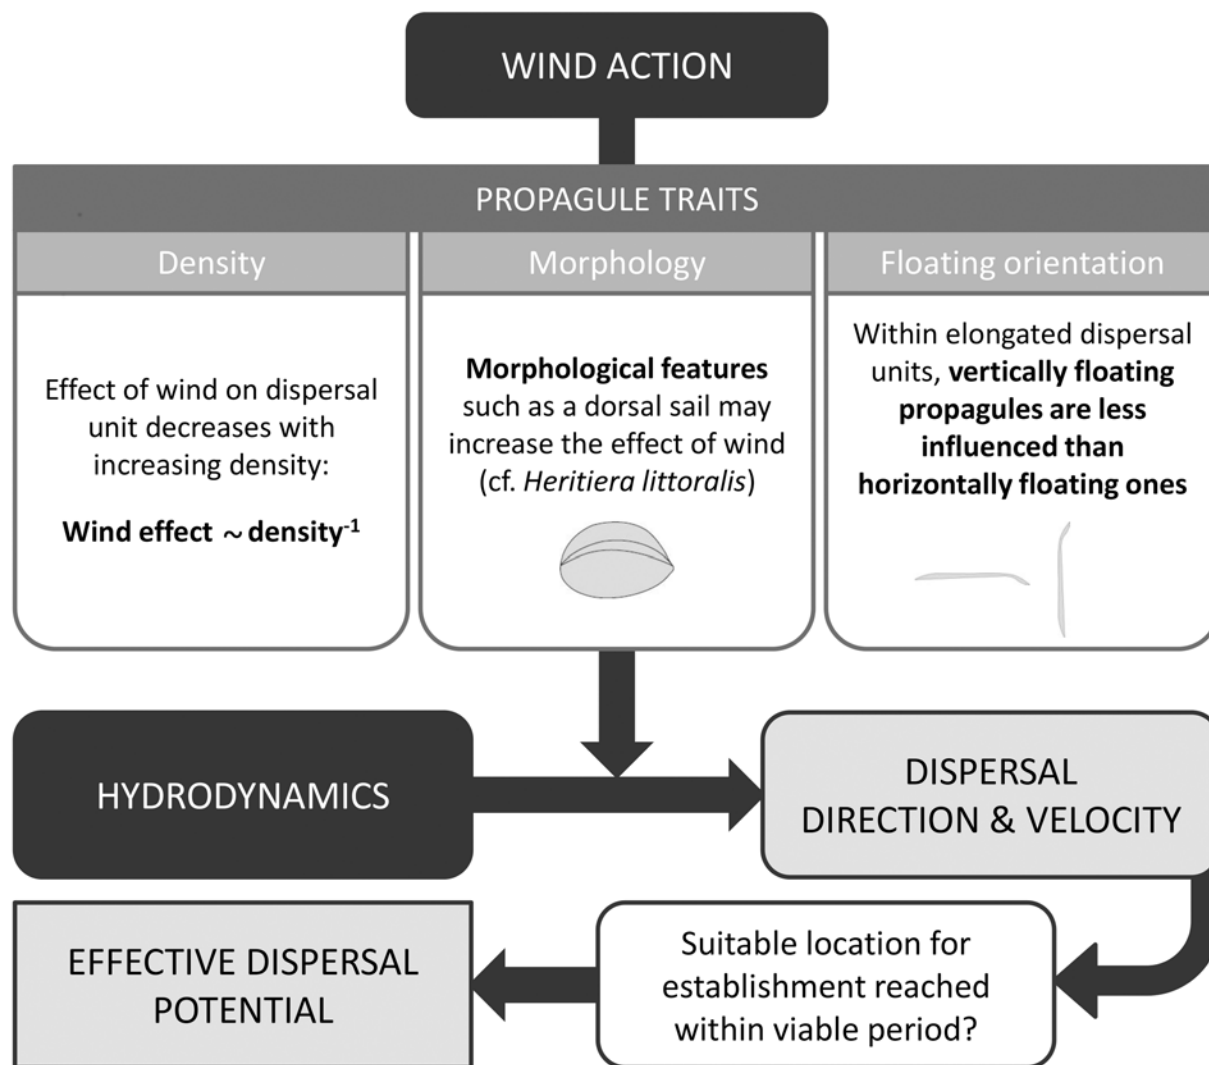 WIND ACTION
PROPAGULE TRAITS
Density
Effect of wind on dispersal
unit decreases with
increasing density:
Wind effect ~ density⁻¹
Morphology
Morphological features
such as a dorsal sail may
increase the effect of wind
(cf. Heritiera littoralis)
Floating orientation
Within elongated dispersal
units, vertically floating
propagules are less
influenced than
horizontally floating ones
HYDRODYNAMICS
DISPERSAL
DIRECTION & VELOCITY
Suitable location for
establishment reached
within viable period?
EFFECTIVE DISPERSAL
POTENTIAL